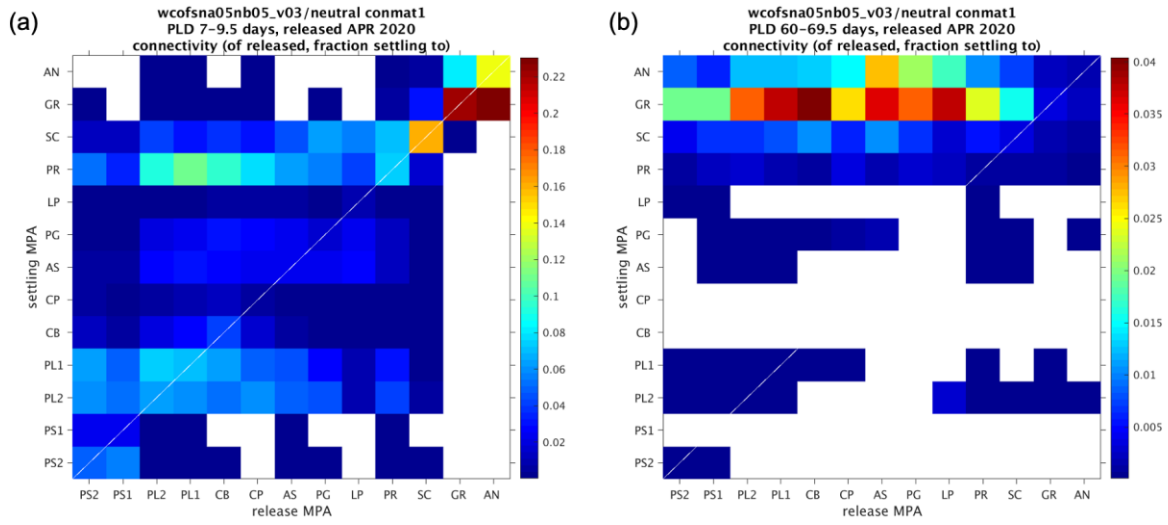 (a)
wcofsna05nb05_v03/neutral conmat1
PLD 7-9.5 days, released APR 2020
connectivity (of released, fraction settling to)
AN
GR
SC
PR
LP
PG
AS
CP
CB
PL1
PL2
PS1
PS2
settling MPA
PS2 PS1 PL2 PL1 CB CP AS PG LP PR SC GR AN
release MPA
0.22
0.2
0.18
0.16
0.14
0.12
0.1
0.08
0.06
0.04
0.02
(b)
wcofsna05nb05_v03/neutral conmat1
PLD 60-69.5 days, released APR 2020
connectivity (of released, fraction settling to)
AN
GR
SC
PR
LP
PG
AS
CP
CB
PL1
PL2
PS1
PS2
settling MPA
PS2 PS1 PL2 PL1 CB CP AS PG LP PR SC GR AN
release MPA
0.04
0.035
0.03
0.025
0.02
0.015
0.01
0.005